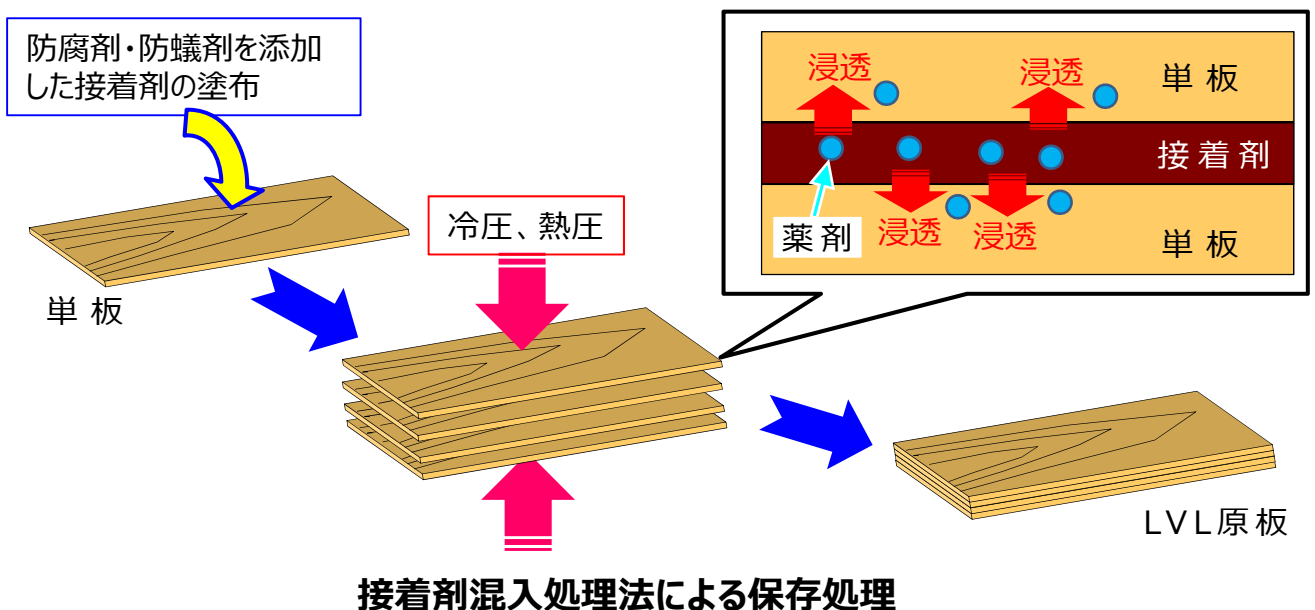 防腐剤・防蟻剤を添加
した接着剤の塗布
単板
冷圧、熱圧
浸透
浸透
単板
接着剤
薬剤
浸透
浸透
単板
LVL原板
接着剤混入処理法による保存処理